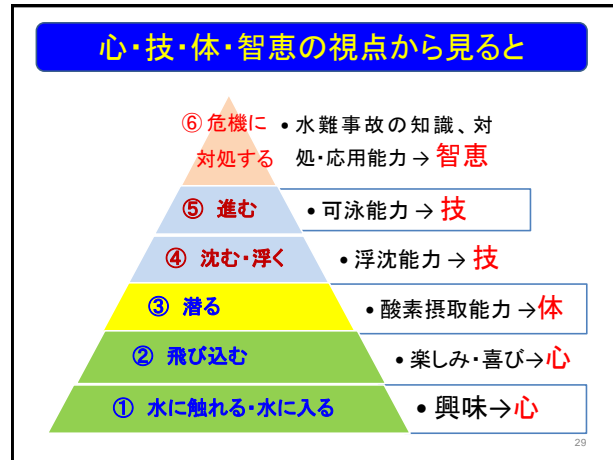 心・技・体・智恵の視点から見ると
⑥ 危機に
対処する
• 水難事故の知識、対
処・応用能力→ 智恵
⑤ 進む
• 可泳能力→ 技
④ 沈む・浮く
• 浮沈能力→ 技
③ 潜る
• 酸素摂取能力→体
② 飛び込む
• 楽しみ・喜び→心
① 水に触れる・水に入る
• 興味→心
29